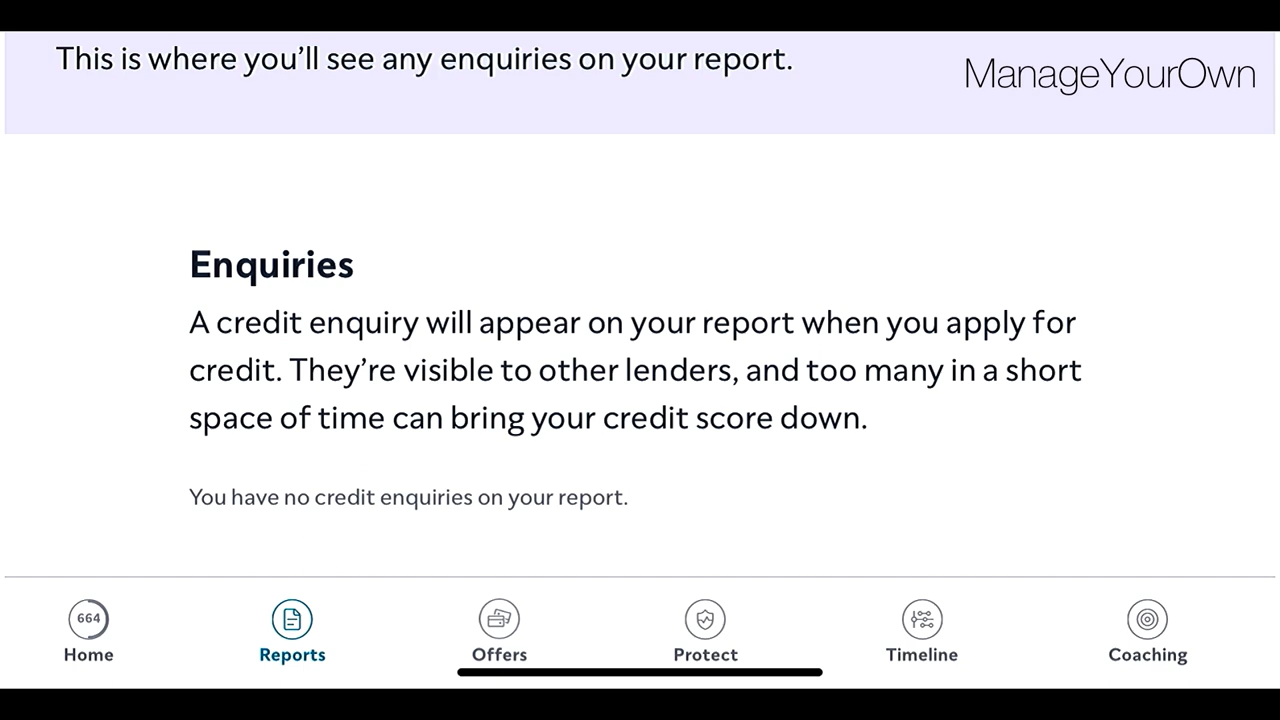 This is where you’ll see any enquiries on your report.
ManageYourOwn
Enquiries
A credit enquiry will appear on your report when you apply for
credit. They’re visible to other lenders, and too many in a short
space of time can bring your credit score down.
You have no credit enquiries on your report.
664
Home
Reports
Offers
Protect
Timeline
Coaching